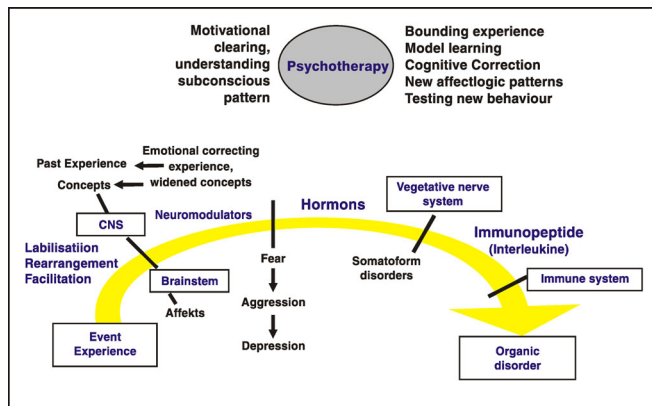 Motivational
clearing,
understanding
subconscious
pattern
Psychotherapy
Bounding experience
Model learning
Cognitive Correction
New affectlogic patterns
Testing new behaviour
Past Experience
Concepts
Emotional correcting
experience,
widened concepts
CNS
Neuromodulators
Labilisatiion
Rearrangement
Facilitation
Brainstem
Affekts
Event
Experience
Fear
Aggression
Depression
Hormons
Vegetative nerve
system
Somatoform
disorders
Immunopeptide
(Interleukine)
Immune system
Organic
disorder